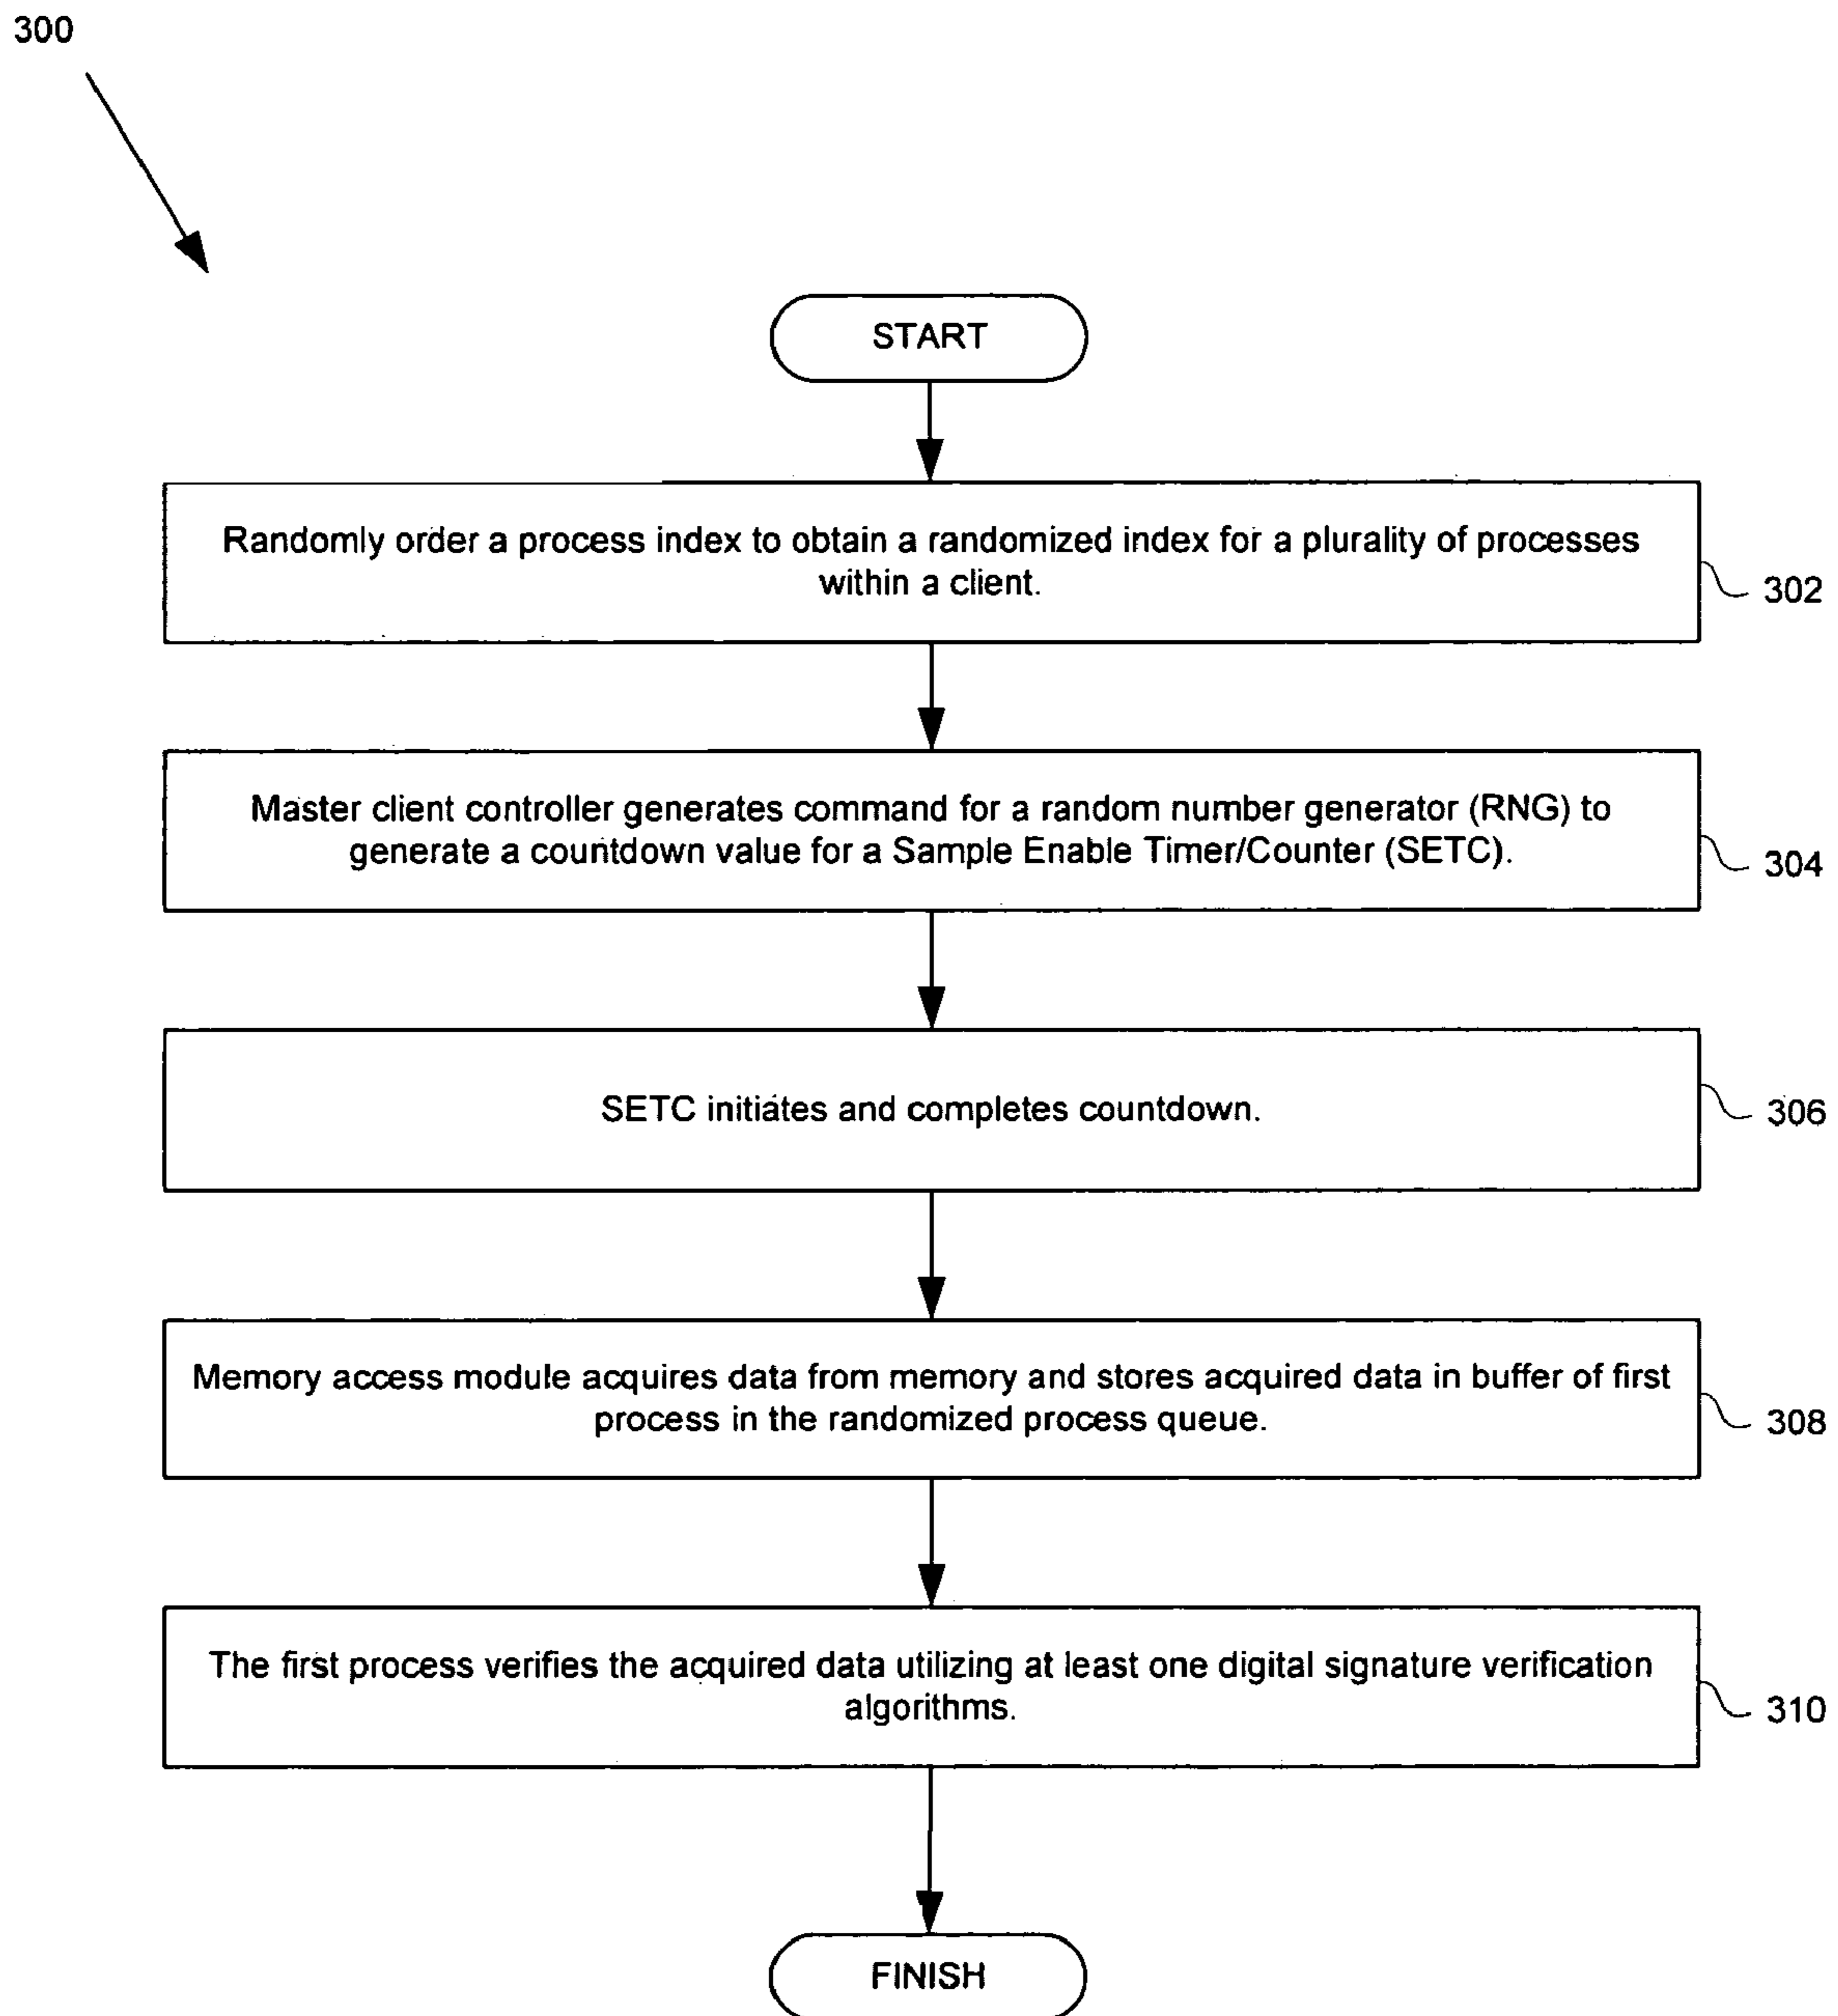 300
START
Randomly order a process index to obtain a randomized index for a plurality of processes
within a client.
302
Master client controller generates command for a random number generator (RNG) to
generate a countdown value for a Sample Enable Timer/Counter (SETC).
304
SETC initiates and completes countdown.
306
Memory access module acquires data from memory and stores acquired data in buffer of first
process in the randomized process queue.
308
The first process verifies the acquired data utilizing at least one digital signature verification
algorithms.
310
FINISH